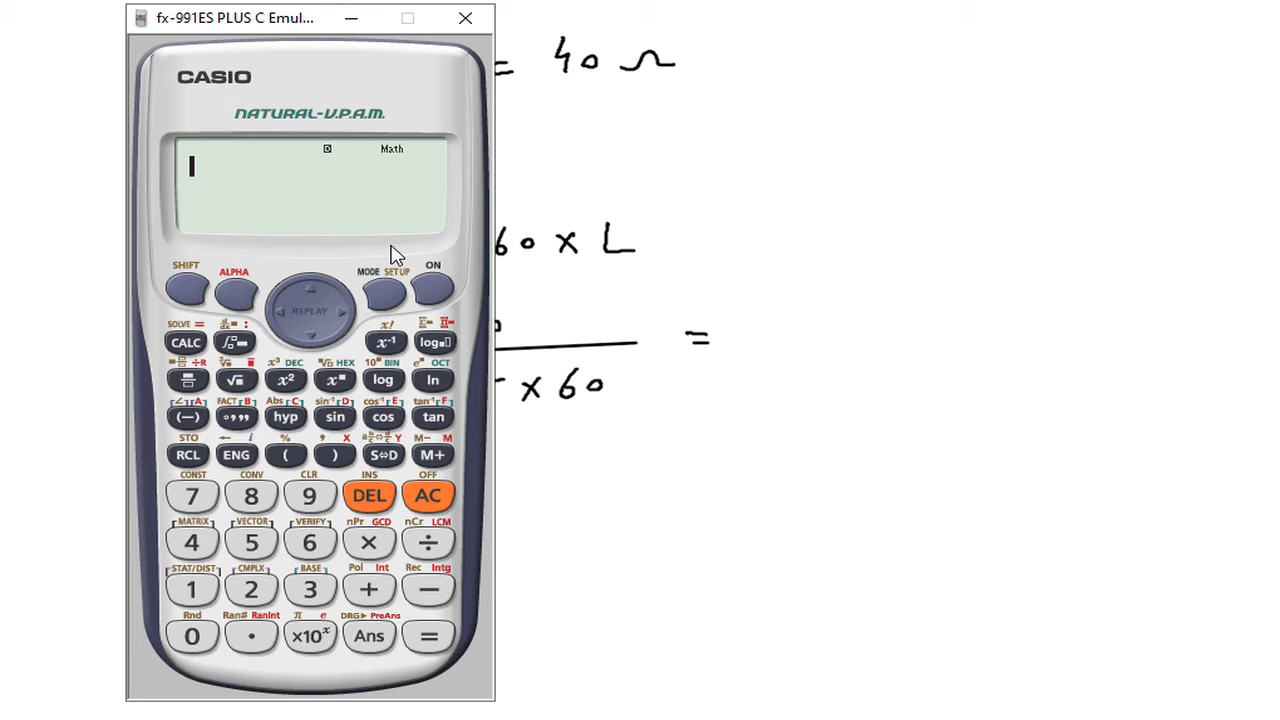 fx-991ES PLUS C Emul...
CASIO
NATURAL-V.P.A.M.
= 40 Ω
Math
60 x L
SHIFT ALPHA REPLAY MODE SETUP ON
SOLVE = : x!
CALC x⁻¹ log
=
x³ DEC HEX 10 BIN e OCT
√ x² x log ln
x 60
[∠] [A] FACT [B] Abs [C] sin⁻¹ [D] cos⁻¹ [E] tan⁻¹ [F]
(−) hyp sin cos tan
STO ← i % , X Y M− M
RCL ENG ( ) S⇔D M+
CONST CONV CLR INS OFF
7 8 9 DEL AC
MATRIX VECTOR VERIFY nPr GCD nCr LCM
4 5 6 × ÷
STAT/DIST CMPLX BASE Pol Int Rec Intg
1 2 3 + −
Rnd Ran# RanInt π e DRG▶ PreAns
0 · ×10ˣ Ans =